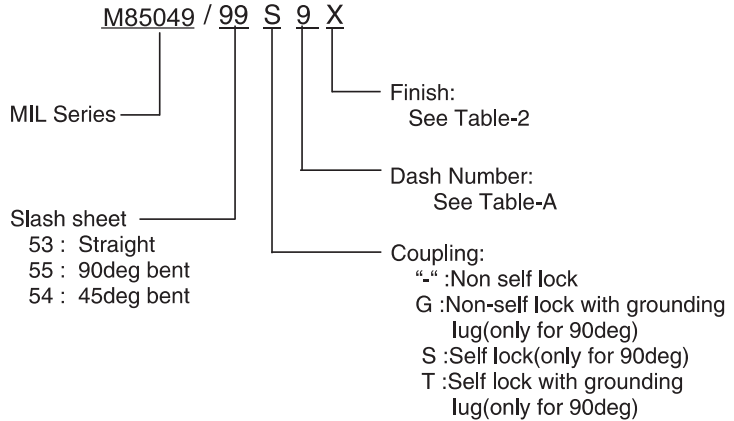 M85049 / 99 S 9 X
Finish:
See Table-2
MIL Series
Dash Number:
See Table-A
Slash sheet
53 : Straight
55 : 90deg bent
54 : 45deg bent
Coupling:
“-“ :Non self lock
G :Non-self lock with grounding
lug(only for 90deg)
S :Self lock(only for 90deg)
T :Self lock with grounding
lug(only for 90deg)